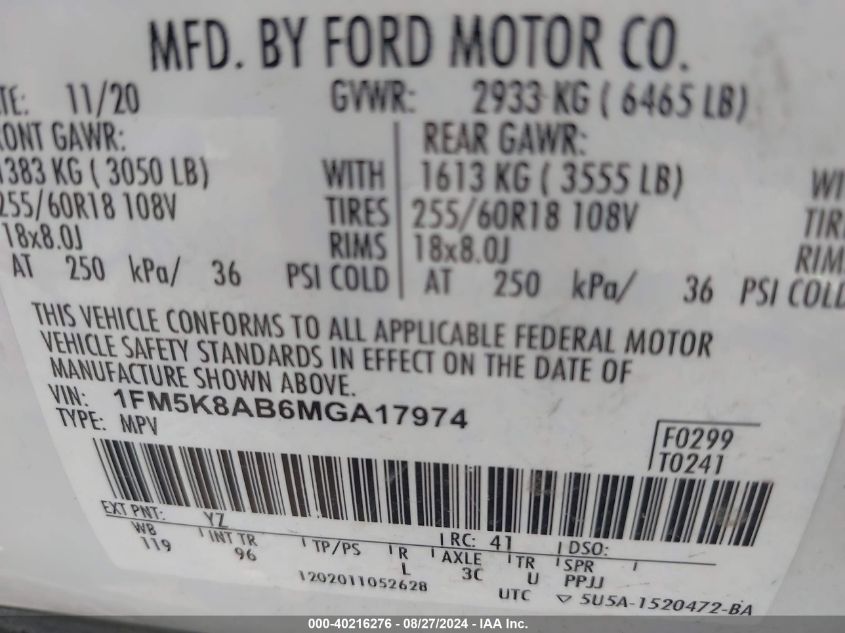 MFD. BY FORD MOTOR CO.
TE: 11/20 GVWR: 2933 KG ( 6465 LB)
ONT GAWR: REAR GAWR:
1383 KG ( 3050 LB) WITH 1613 KG ( 3555 LB) WI
255/60R18 108V TIRES 255/60R18 108V TIR
18x8.0J RIMS 18x8.0J RIM
AT 250 kPa/ 36 PSI COLD AT 250 kPa/ 36 PSI COLD
THIS VEHICLE CONFORMS TO ALL APPLICABLE FEDERAL MOTOR
VEHICLE SAFETY STANDARDS IN EFFECT ON THE DATE OF
MANUFACTURE SHOWN ABOVE.
VIN: 1FM5K8AB6MGA17974
TYPE: MPV
F0299
T0241
EXT PNT: YZ RC: 41 DSO:
WB INT TR TP/PS R AXLE TR SPR
119 96 L 3C U PPJJ
1202011052628 UTC ▽ 5U5A-1520472-BA
000-40216276 - 08/27/2024 - IAA Inc.